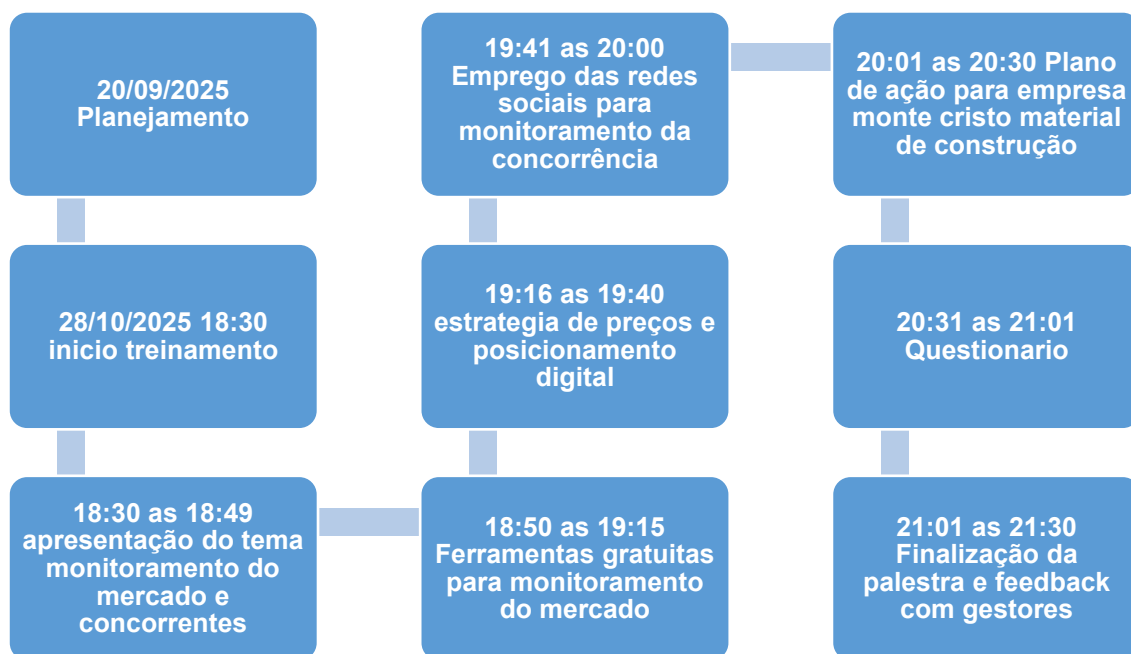 20/09/2025
Planejamento
28/10/2025 18:30
inicio treinamento
18:30 as 18:49
apresentação do tema
monitoramento do
mercado e
concorrentes
18:50 as 19:15
Ferramentas gratuitas
para monitoramento
do mercado
19:16 as 19:40
estrategia de preços e
posicionamento
digital
19:41 as 20:00
Emprego das redes
sociais para
monitoramento da
concorrência
20:01 as 20:30 Plano
de ação para empresa
monte cristo material
de construção
20:31 as 21:01
Questionario
21:01 as 21:30
Finalização da
palestra e feedback
com gestores